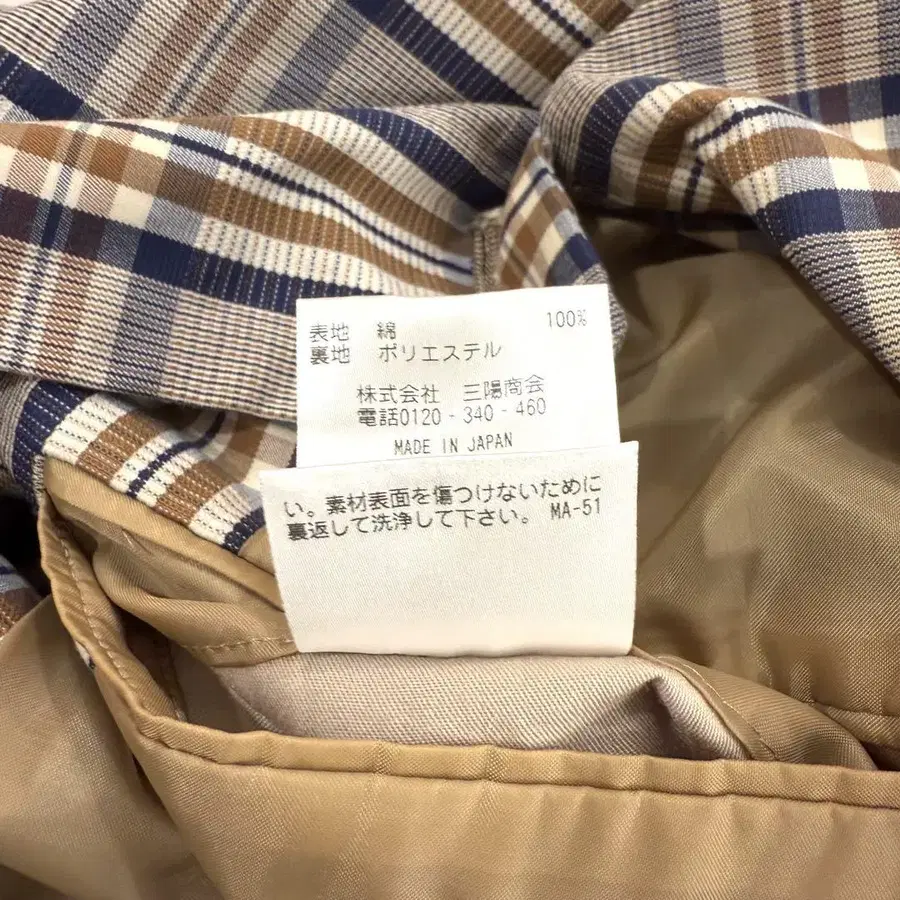 表地 綿 100%
裏地 ポリエステル
株式会社 三陽商会
電話0120-340-460
MADE IN JAPAN
い。素材表面を傷つけないために
裏返して洗浄して下さい。 MA-51